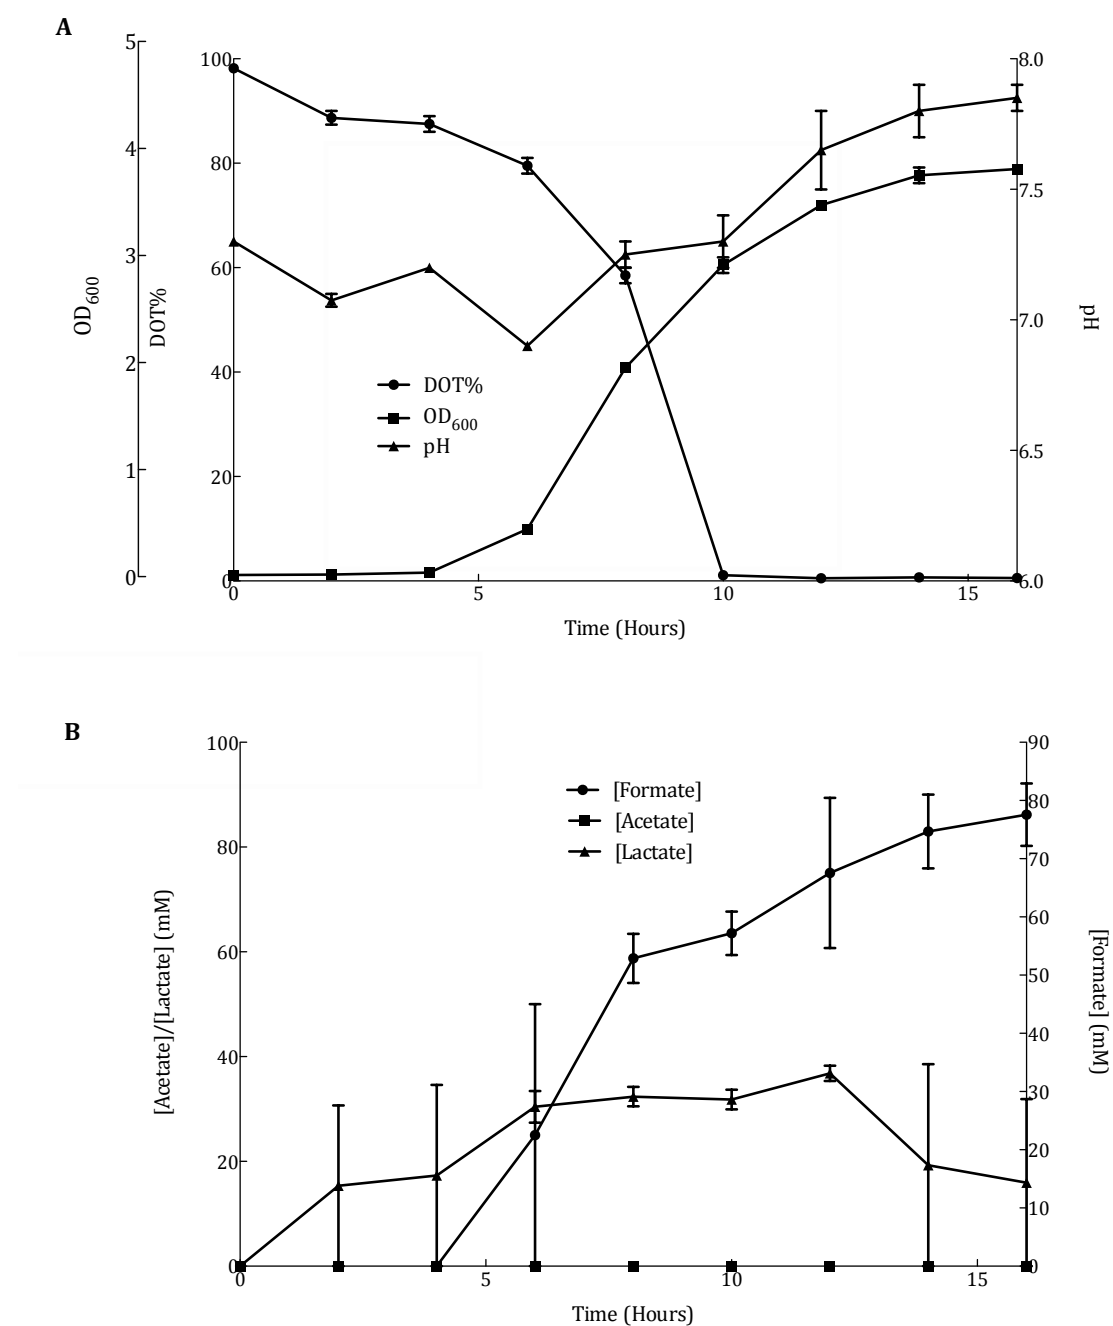 A
5
4
3
2
1
0
OD600
100
80
60
40
20
0
DOT%
8.0
7.5
7.0
6.5
6.0
pH
DOT%
OD600
pH
0 5 10 15
Time (Hours)
B
100
80
60
40
20
0
[Acetate]/[Lactate] (mM)
[Formate]
[Acetate]
[Lactate]
90
80
70
60
50
40
30
20
10
0
[Formate] (mM)
0 5 10 15
Time (Hours)